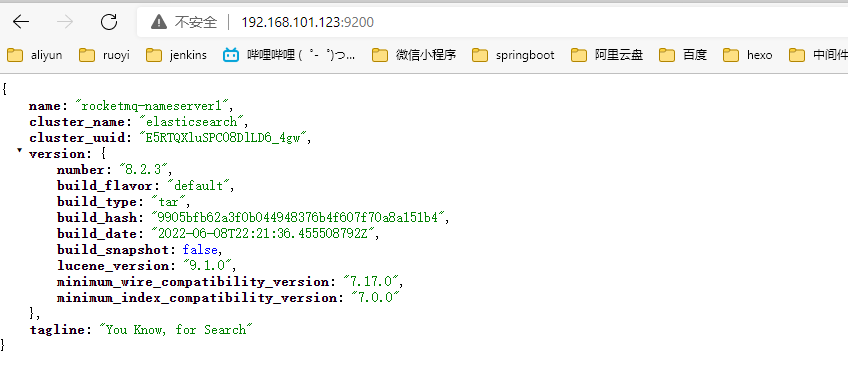 不安全 192.168.101.123:9200
aliyun ruoyi jenkins 哔哩哔哩 ( ゜- ゜)つ... 微信小程序 springboot 阿里云盘 百度 hexo 中间件
{
name: "rocketmq-nameserver1",
cluster_name: "elasticsearch",
cluster_uuid: "E5RTQXluSPCO8DlLD6_4gw",
version: {
number: "8.2.3",
build_flavor: "default",
build_type: "tar",
build_hash: "9905bfb62a3f0b044948376b4f607f70a8a151b4",
build_date: "2022-06-08T22:21:36.455508792Z",
build_snapshot: false,
lucene_version: "9.1.0",
minimum_wire_compatibility_version: "7.17.0",
minimum_index_compatibility_version: "7.0.0"
},
tagline: "You Know, for Search"
}